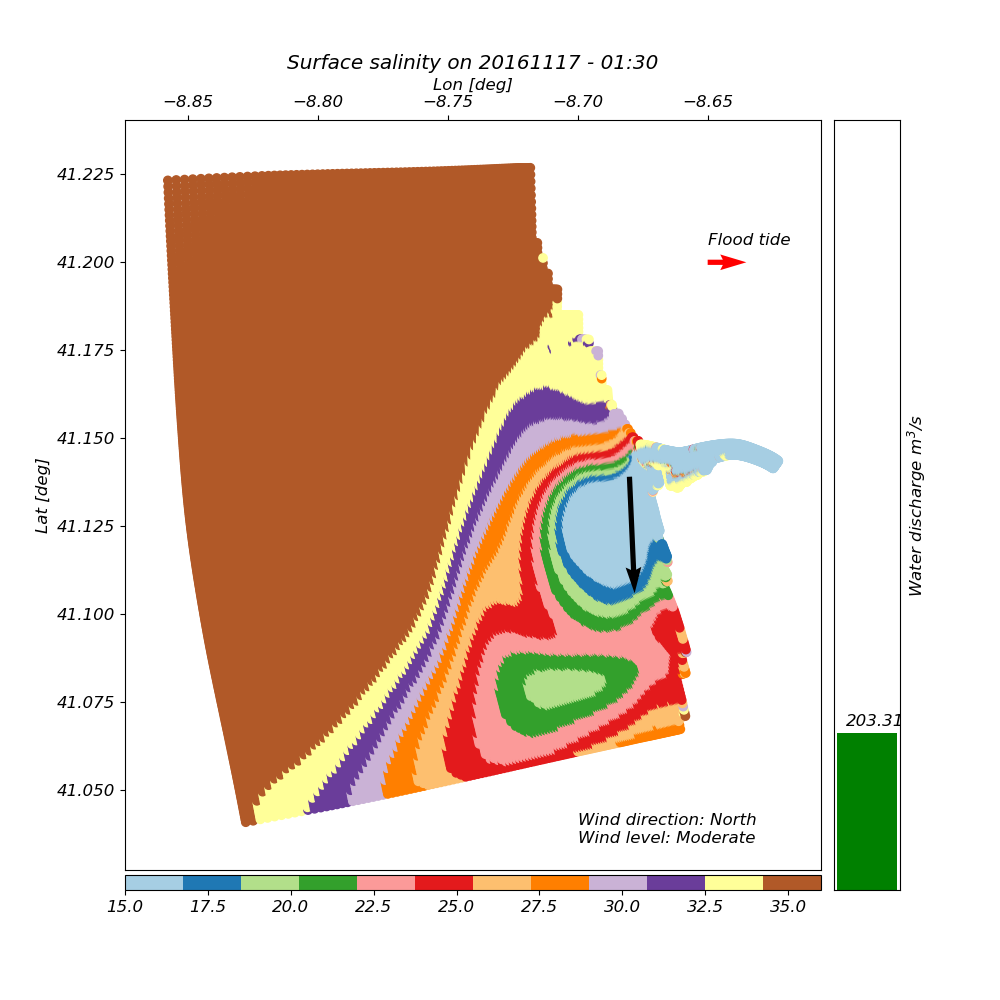 Surface salinity on 20161117 - 01:30
Lon [deg]
−8.85 −8.80 −8.75 −8.70 −8.65
41.225
41.200
41.175
41.150
41.125
41.100
41.075
41.050
Lat [deg]
Flood tide
Wind direction: North
Wind level: Moderate
203.31
Water discharge m³/s
15.0 17.5 20.0 22.5 25.0 27.5 30.0 32.5 35.0